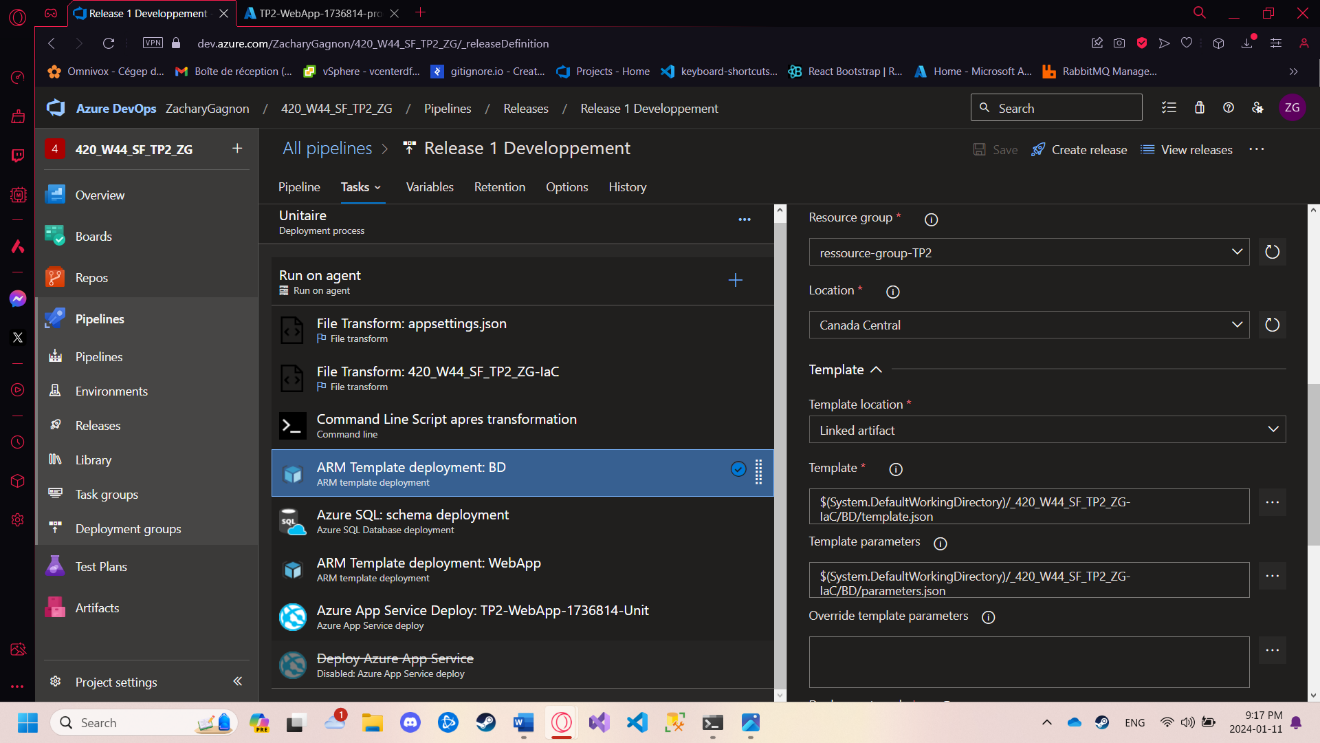 Release 1 Developpement
TP2-WebApp-1736814-pro
VPN
dev.azure.com/ZacharyGagnon/420_W44_SF_TP2_ZG/_releaseDefinition
Omnivox - Cégep d...
Boîte de réception (...
vSphere - vcenterdf...
gitignore.io - Creat...
Projects - Home
keyboard-shortcuts...
React Bootstrap | R...
Home - Microsoft A...
RabbitMQ Manage...
Azure DevOps
ZacharyGagnon / 420_W44_SF_TP2_ZG / Pipelines / Releases / Release 1 Developpement
Search
ZG
4
420_W44_SF_TP2_ZG
Overview
Boards
Repos
Pipelines
Pipelines
Environments
Releases
Library
Task groups
Deployment groups
Test Plans
Artifacts
Project settings
All pipelines > Release 1 Developpement
Save
Create release
View releases
Pipeline
Tasks
Variables
Retention
Options
History
Unitaire
Deployment process
Run on agent
Run on agent
File Transform: appsettings.json
File transform
File Transform: 420_W44_SF_TP2_ZG-IaC
File transform
Command Line Script apres transformation
Command line
ARM Template deployment: BD
ARM template deployment
SQL
Azure SQL: schema deployment
Azure SQL Database deployment
ARM Template deployment: WebApp
ARM template deployment
Azure App Service Deploy: TP2-WebApp-1736814-Unit
Azure App Service deploy
Deploy Azure App Service
Disabled: Azure App Service deploy
Resource group *
ressource-group-TP2
Location *
Canada Central
Template
Template location *
Linked artifact
Template *
$(System.DefaultWorkingDirectory)/_420_W44_SF_TP2_ZG-
IaC/BD/template.json
Template parameters
$(System.DefaultWorkingDirectory)/_420_W44_SF_TP2_ZG-
IaC/BD/parameters.json
Override template parameters
Search
PRE
1
ENG
9:17 PM
2024-01-11